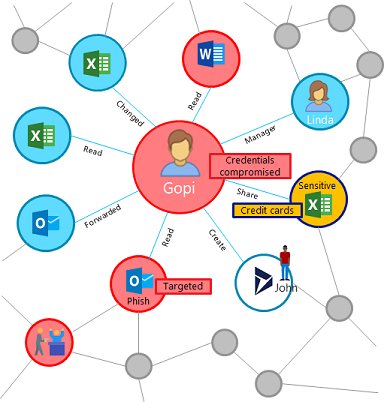 W
X
Changed
Read
Linda
Manager
X
Read
Gopi
Credentials
compromised
Sensitive
X
Share
Credit cards
O
Forwarded
Read
Create
O
Phish
Targeted
John